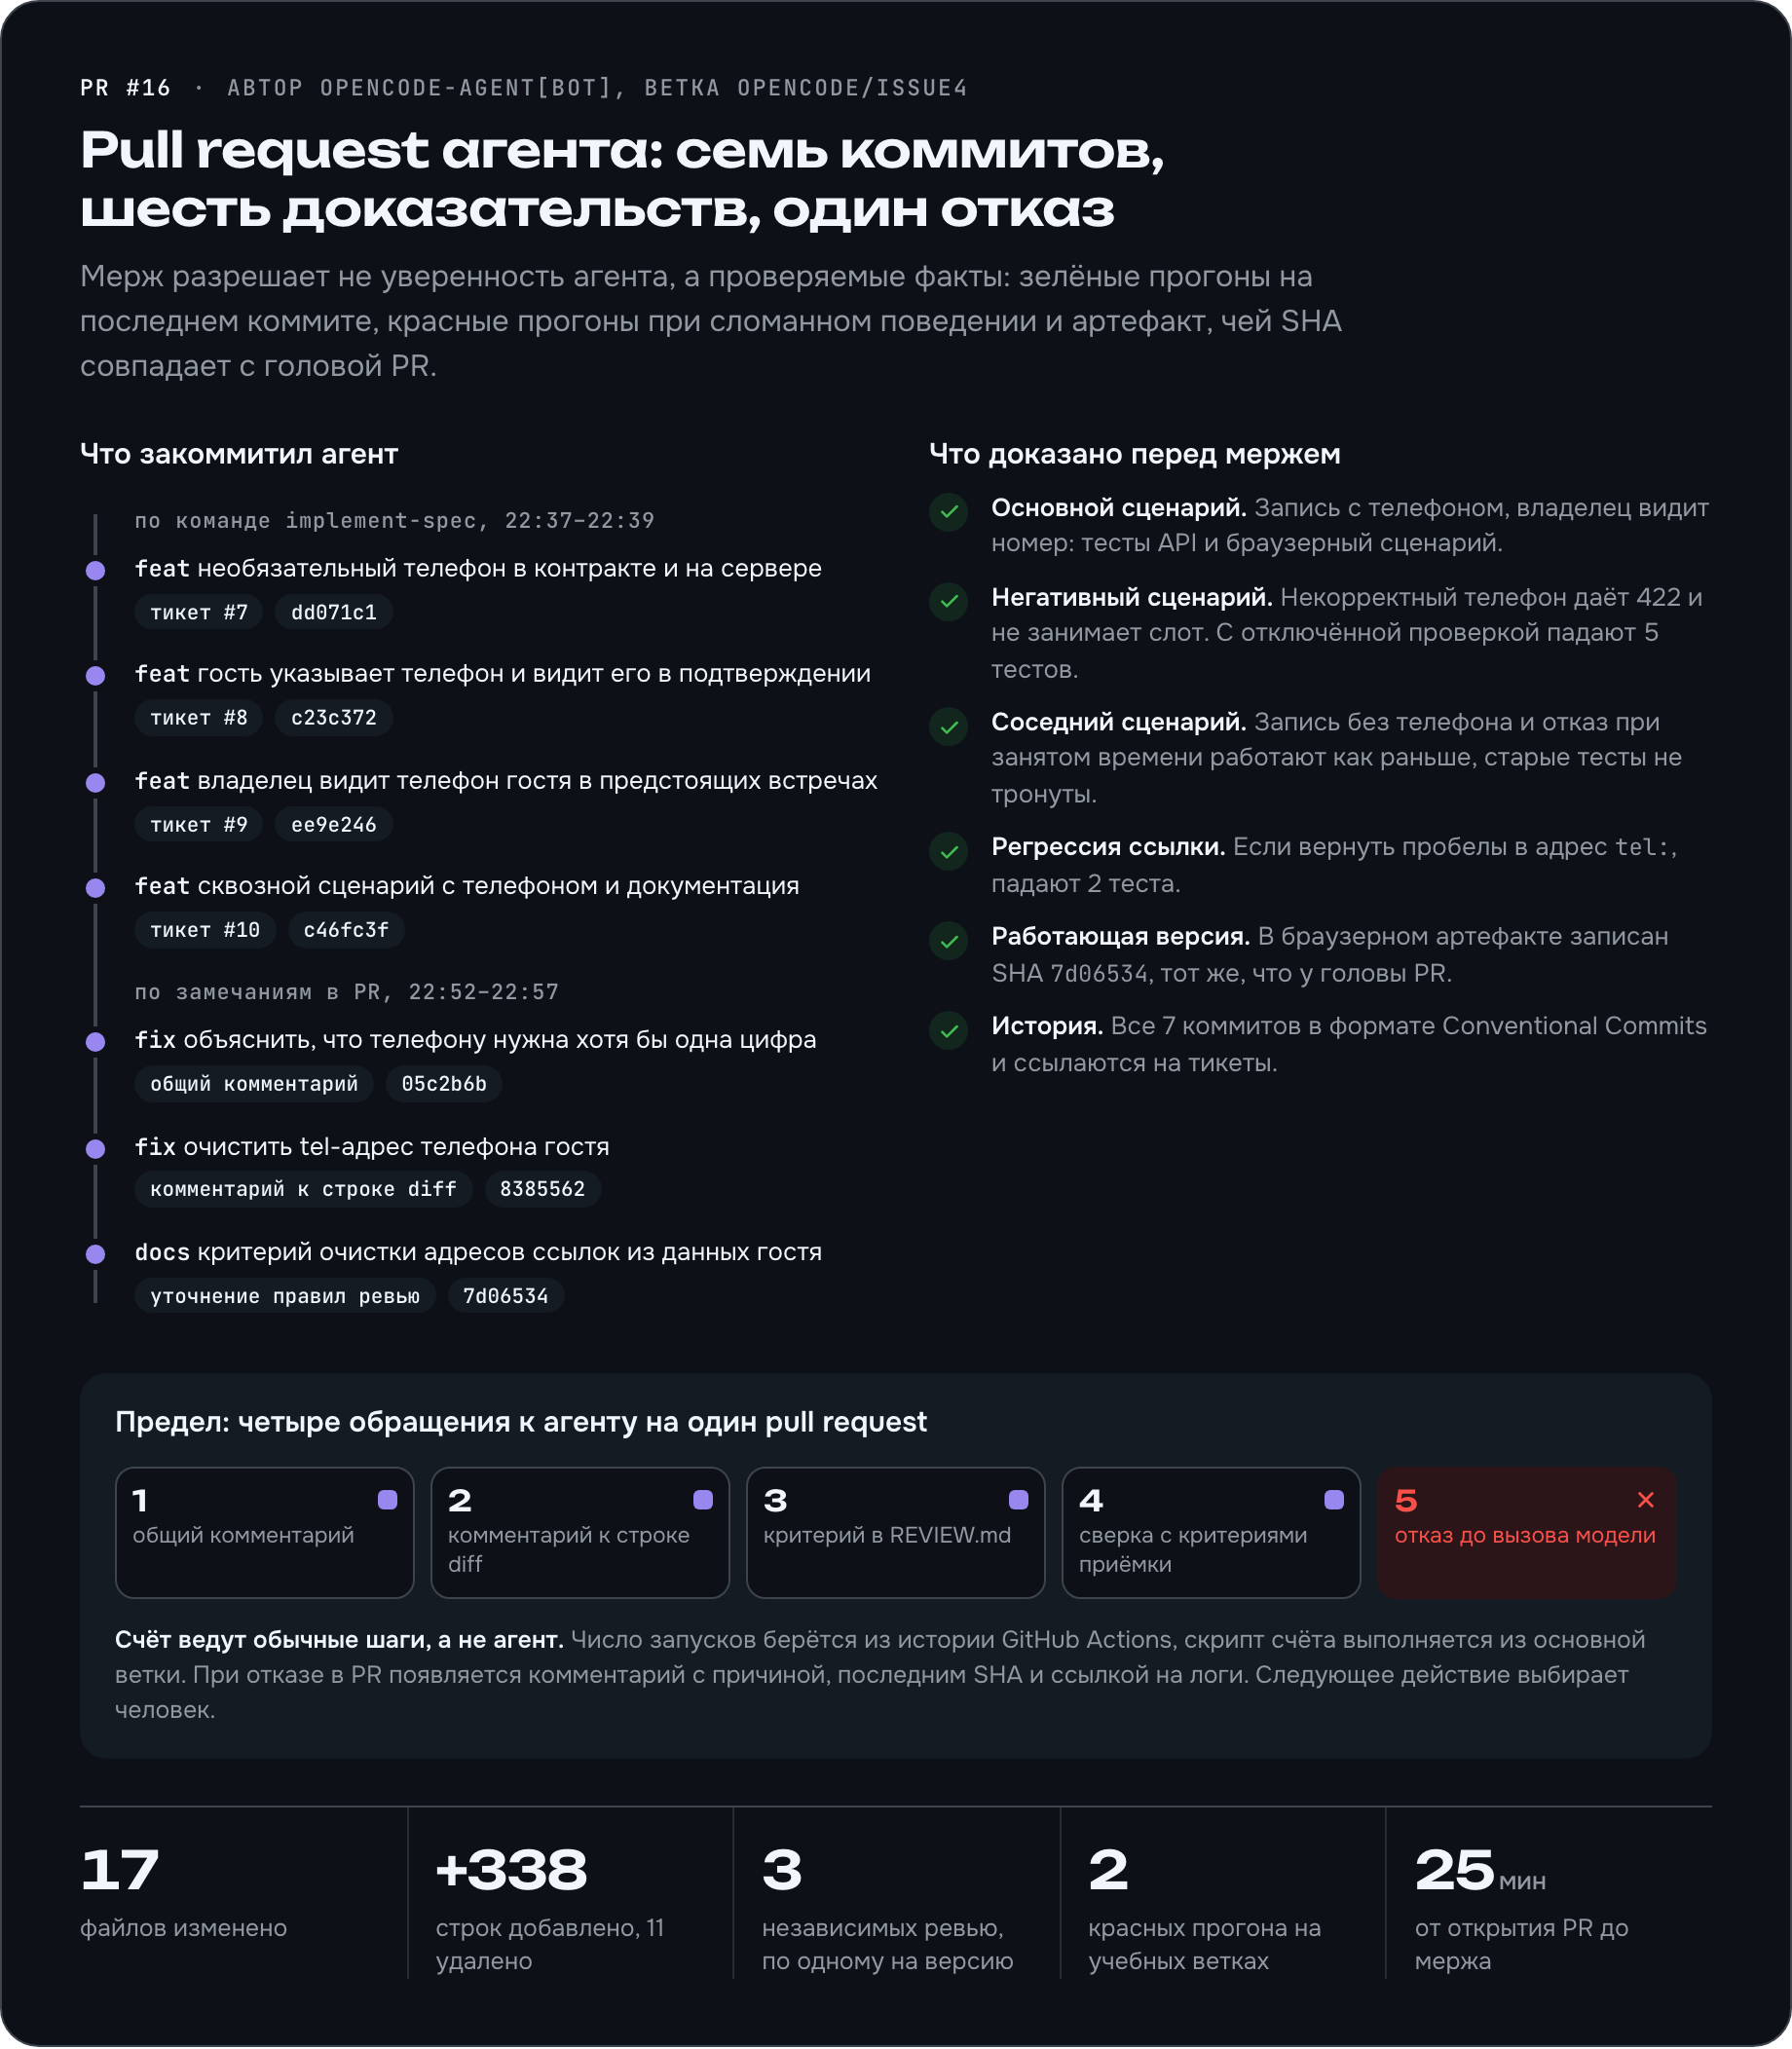 PR #16 · АВТОР OPENCODE-AGENT[BOT], ВЕТКА OPENCODE/ISSUE4
Pull request агента: семь коммитов,
шесть доказательств, один отказ
Мерж разрешает не уверенность агента, а проверяемые факты: зелёные прогоны на
последнем коммите, красные прогоны при сломанном поведении и артефакт, чей SHA
совпадает с головой PR.
Что закоммитил агент
по команде implement-spec, 22:37–22:39
feat необязательный телефон в контракте и на сервере
тикет #7 dd071c1
feat гость указывает телефон и видит его в подтверждении
тикет #8 c23c372
feat владелец видит телефон гостя в предстоящих встречах
тикет #9 ee9e246
feat сквозной сценарий с телефоном и документация
тикет #10 c46fc3f
по замечаниям в PR, 22:52–22:57
fix объяснить, что телефону нужна хотя бы одна цифра
общий комментарий 05c2b6b
fix очистить tel-адрес телефона гостя
комментарий к строке diff 8385562
docs критерий очистки адресов ссылок из данных гостя
уточнение правил ревью 7d06534
Что доказано перед мержем
Основной сценарий. Запись с телефоном, владелец видит
номер: тесты API и браузерный сценарий.
Негативный сценарий. Некорректный телефон даёт 422 и
не занимает слот. С отключённой проверкой падают 5
тестов.
Соседний сценарий. Запись без телефона и отказ при
занятом времени работают как раньше, старые тесты не
тронуты.
Регрессия ссылки. Если вернуть пробелы в адрес tel:,
падают 2 теста.
Работающая версия. В браузерном артефакте записан
SHA 7d06534, тот же, что у головы PR.
История. Все 7 коммитов в формате Conventional Commits
и ссылаются на тикеты.
Предел: четыре обращения к агенту на один pull request
1
общий комментарий
2
комментарий к строке
diff
3
критерий в REVIEW.md
4
сверка с критериями
приёмки
5
отказ до вызова модели
Счёт ведут обычные шаги, а не агент. Число запусков берётся из истории GitHub Actions, скрипт счёта выполняется из основной
ветки. При отказе в PR появляется комментарий с причиной, последним SHA и ссылкой на логи. Следующее действие выбирает
человек.
17
файлов изменено
+338
строк добавлено, 11
удалено
3
независимых ревью,
по одному на версию
2
красных прогона на
учебных ветках
25 мин
от открытия PR до
мержа